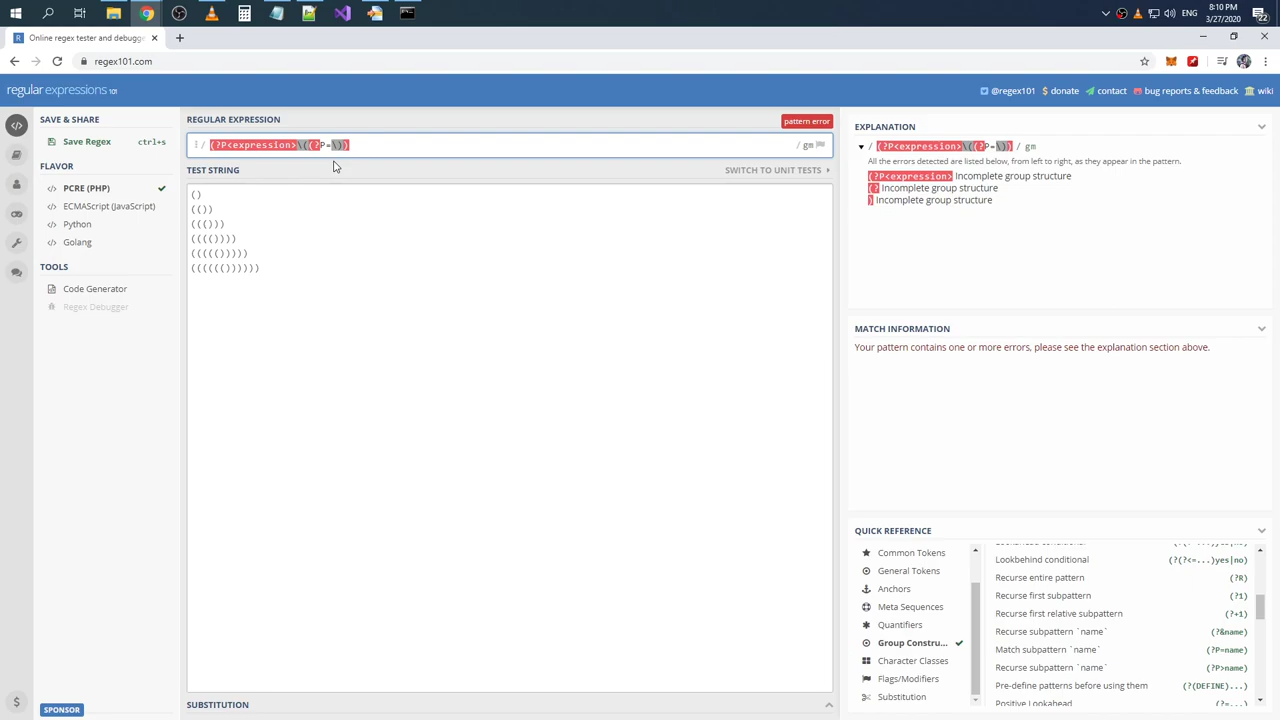 ENG
8:10 PM
3/27/2020
R
Online regex tester and debugge
regex101.com
regular expressions 101
@regex101
$ donate
contact
bug reports & feedback
wiki
SAVE & SHARE
Save Regex
ctrl+s
FLAVOR
</> PCRE (PHP)
</> ECMAScript (JavaScript)
</> Python
</> Golang
TOOLS
Code Generator
Regex Debugger
SPONSOR
REGULAR EXPRESSION
pattern error
/ (?P<expression>\((?P=\))
/ gm
TEST STRING
SWITCH TO UNIT TESTS
()
(())
((()))
(((())))
((((()))))
(((((())))))
SUBSTITUTION
EXPLANATION
/ (?P<expression>\((?P=\)) / gm
All the errors detected are listed below, from left to right, as they appear in the pattern.
(?P<expression> Incomplete group structure
(? Incomplete group structure
) Incomplete group structure
MATCH INFORMATION
Your pattern contains one or more errors, please see the explanation section above.
QUICK REFERENCE
Common Tokens
General Tokens
Anchors
Meta Sequences
Quantifiers
Group Constru...
Character Classes
Flags/Modifiers
Substitution
Lookbehind conditional (?(?<=...)yes|no)
Recurse entire pattern (?R)
Recurse first subpattern (?1)
Recurse first relative subpattern (?+1)
Recurse subpattern `name` (?&name)
Match subpattern `name` (?P=name)
Recurse subpattern `name` (?P>name)
Pre-define patterns before using them (?(DEFINE)...)
Positive Lookahead (?=...)